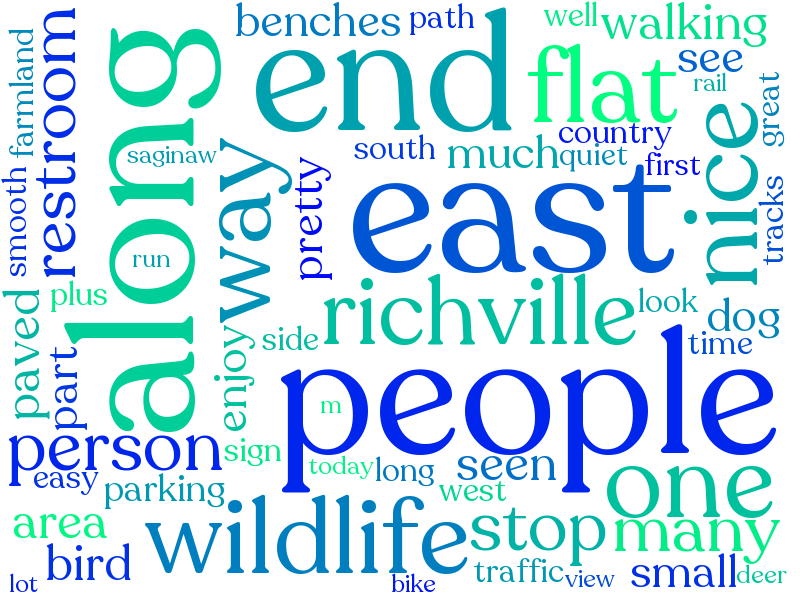 benches
path
well
walking
end
flat
see
rail
along
restroom
farmland
smooth
saginaw
way
south
much
quiet
country
first
great
nice
tracks
pretty
east
run
plus
paved
part
richville
look
dog
time
side
enjoy
people
m
person
sign
today
long
seen
easy
parking
west
one
area
wildlife
stop
many
bird
lot
traffic
view
bike
small
deer